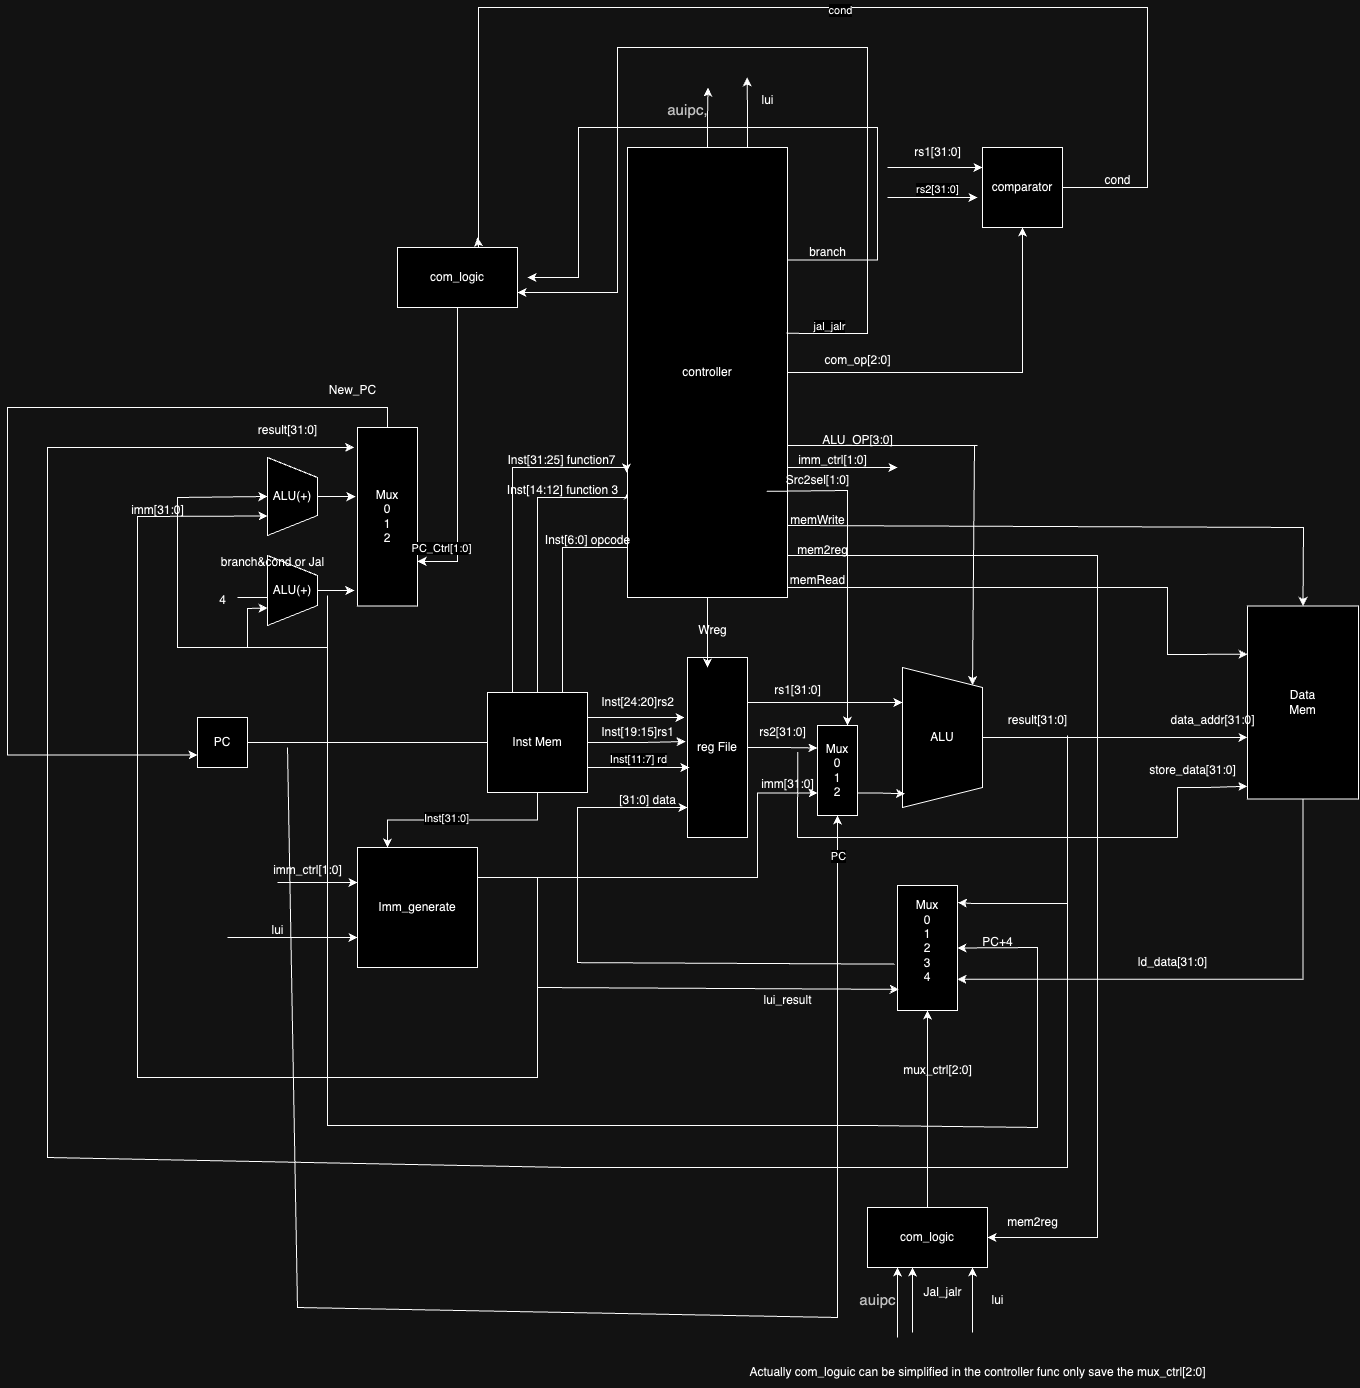 cond
auipc,
lui
rs1[31:0]
rs2[31:0]
comparator
cond
branch
com_logic
jal_jalr
com_op[2:0]
controller
New_PC
result[31:0]
ALU_OP[3:0]
Inst[31:25] function7
imm_ctrl[1:0]
Src2sel[1:0]
Inst[14:12] function 3
Mux
0
1
2
ALU(+)
imm[31:0]
memWrite
Inst[6:0] opcode
PC_Ctrl[1:0]
mem2reg
branch&cond or Jal
memRead
ALU(+)
4
Wreg
rs1[31:0]
Inst[24:20]rs2
Data
Mem
result[31:0]
data_addr[31:0]
Inst[19:15]rs1
rs2[31:0]
PC
Inst Mem
reg File
ALU
Mux
0
1
2
Inst[11:7] rd
store_data[31:0]
imm[31:0]
[31:0] data
Inst[31:0]
PC
imm_ctrl[1:0]
Imm_generate
Mux
0
1
2
3
4
lui
PC+4
ld_data[31:0]
lui_result
mux_ctrl[2:0]
mem2reg
com_logic
auipc
Jal_jalr
lui
Actually com_loguic can be simplified in the controller func only save the mux_ctrl[2:0]